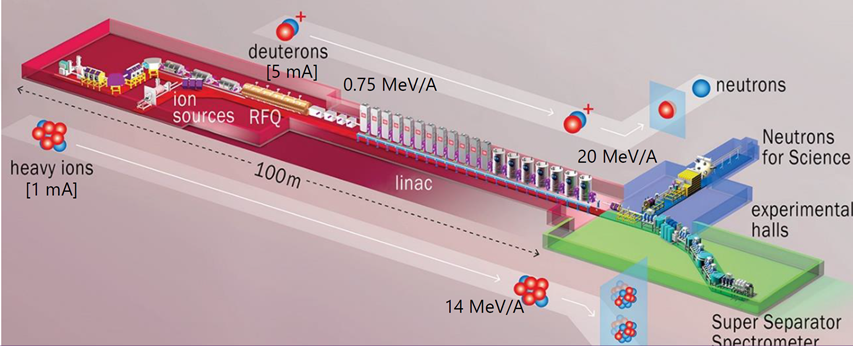 +
deuterons
[5 mA]
0.75 MeV/A
+
neutrons
20 MeV/A
ion
sources
RFQ
heavy ions
[1 mA]
100m
linac
Neutrons
for Science
experimental
halls
14 MeV/A
Super Separator
Spectrometer